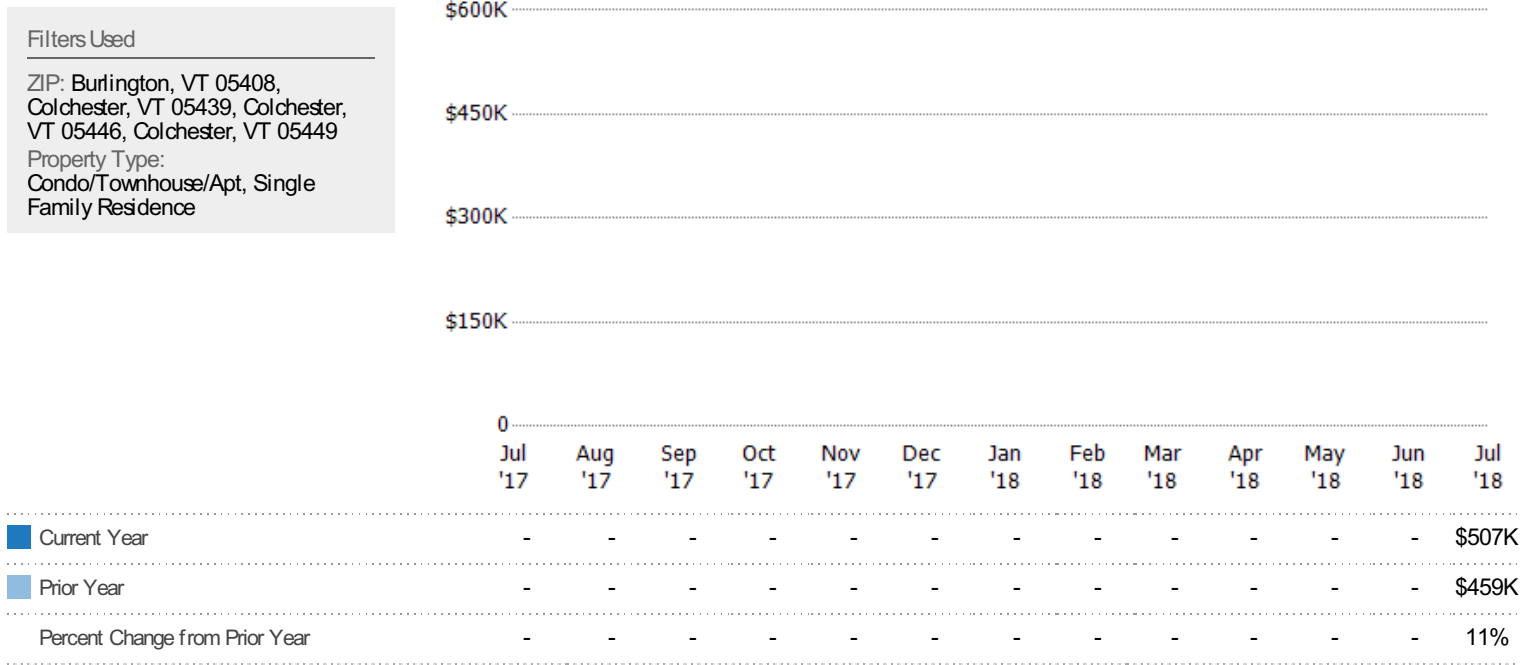 Filters Used
ZIP: Burlington, VT 05408,
Colchester, VT 05439, Colchester,
VT 05446, Colchester, VT 05449
Property Type:
Condo/Townhouse/Apt, Single
Family Residence
$600K
$450K
$300K
$150K
0
Jul Aug Sep Oct Nov Dec Jan Feb Mar Apr May Jun Jul
'17 '17 '17 '17 '17 '17 '18 '18 '18 '18 '18 '18 '18
Current Year - - - - - - - - - - - - $507K
Prior Year - - - - - - - - - - - - $459K
Percent Change from Prior Year - - - - - - - - - - - - 11%